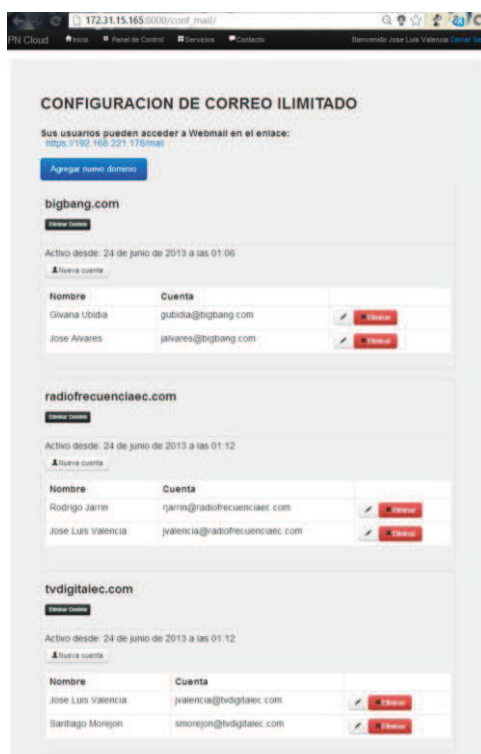 172.31.15.165:8000/conf_mail/
PN Cloud Inicio Panel de Control Servicios Contacto Bienvenido Jose Luis Valencia Cerrar Se
CONFIGURACION DE CORREO ILIMITADO
Sus usuarios pueden acceder a Webmail en el enlace:
https://192.168.221.178/mail
Agregar nuevo dominio
bigbang.com
Eliminar Dominio
Activo desde: 24 de junio de 2013 a las 01:06
Nueva cuenta
Nombre Cuenta
Givana Ubidia gubidia@bigbang.com Eliminar
Jose Alvares jalvares@bigbang.com Eliminar
radiofrecuenciaec.com
Eliminar Dominio
Activo desde: 24 de junio de 2013 a las 01:12
Nueva cuenta
Nombre Cuenta
Rodrigo Jarrin rjarrin@radiofrecuenciaec.com Eliminar
Jose Luis Valencia jvalencia@radiofrecuenciaec.com Eliminar
tvdigitalec.com
Eliminar Dominio
Activo desde: 24 de junio de 2013 a las 01:12
Nueva cuenta
Nombre Cuenta
Jose Luis Valencia jvalencia@tvdigitalec.com Eliminar
Santiago Morejon smorejon@tvdigitalec.com Eliminar